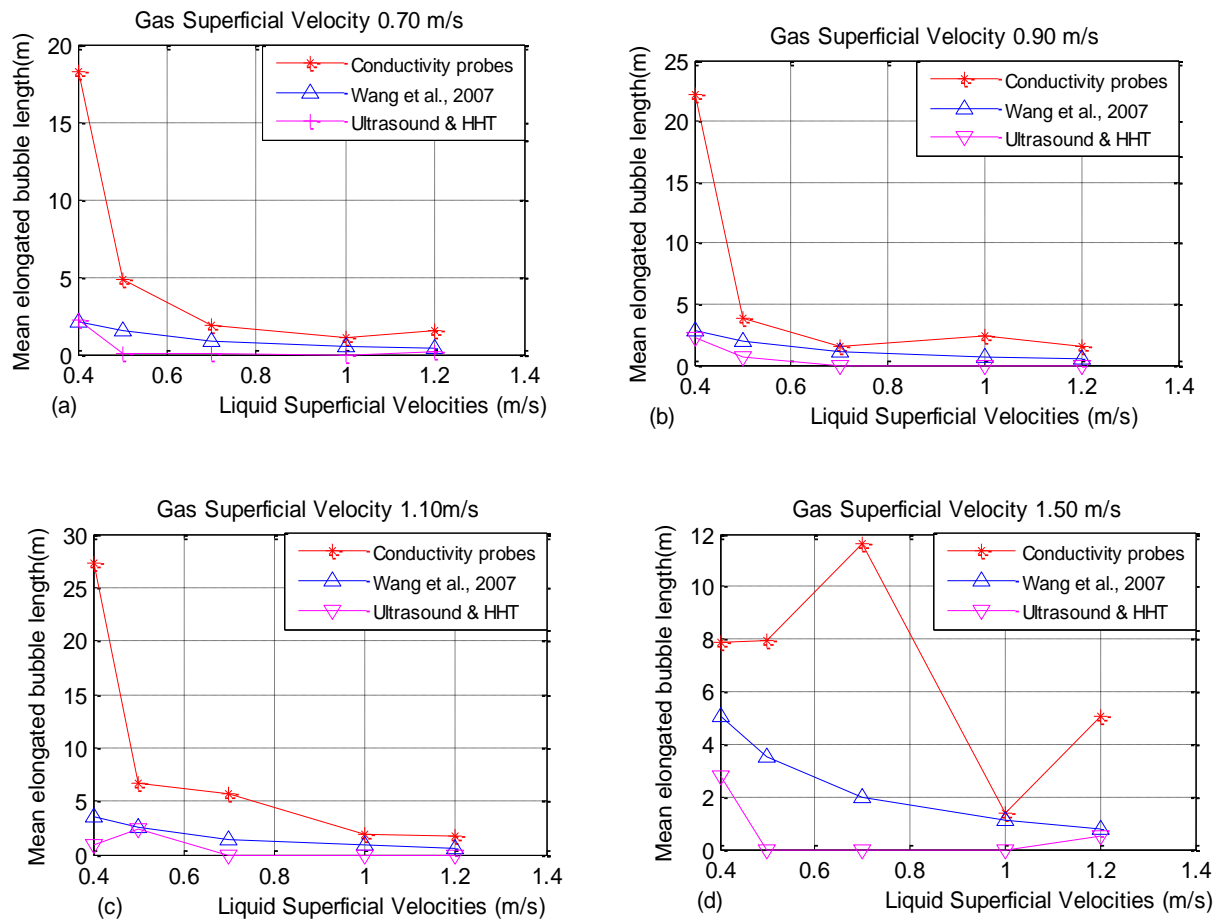 Gas Superficial Velocity 0.70 m/s
Mean elongated bubble length(m)
20
15
10
5
0
0.4 0.6 0.8 1 1.2 1.4
Conductivity probes
Wang et al., 2007
Ultrasound & HHT
(a) Liquid Superficial Velocities (m/s)
Gas Superficial Velocity 0.90 m/s
Mean elongated bubble length(m)
25
20
15
10
5
0
0.4 0.6 0.8 1 1.2 1.4
Conductivity probes
Wang et al., 2007
Ultrasound & HHT
(b) Liquid Superficial Velocities (m/s)
Gas Superficial Velocity 1.10m/s
Mean elongated bubble length(m)
30
25
20
15
10
5
0
0.4 0.6 0.8 1 1.2 1.4
Conductivity probes
Wang et al., 2007
Ultrasound & HHT
(c) Liquid Superficial Velocities (m/s)
Gas Superficial Velocity 1.50 m/s
Mean elongated bubble length(m)
12
10
8
6
4
2
0
0.4 0.6 0.8 1 1.2 1.4
Conductivity probes
Wang et al., 2007
Ultrasound & HHT
(d) Liquid Superficial Velocities (m/s)